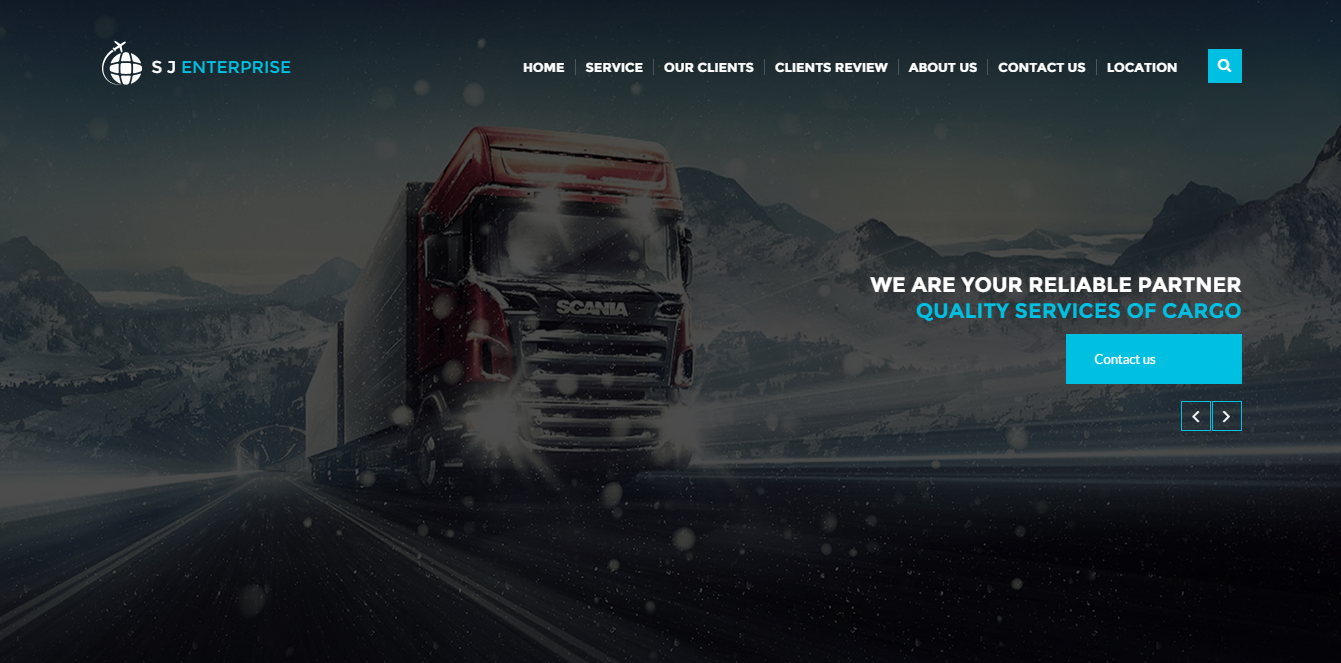 S J ENTERPRISE
HOME
SERVICE
OUR CLIENTS
CLIENTS REVIEW
ABOUT US
CONTACT US
LOCATION
SCANIA
WE ARE YOUR RELIABLE PARTNER
QUALITY SERVICES OF CARGO
Contact us